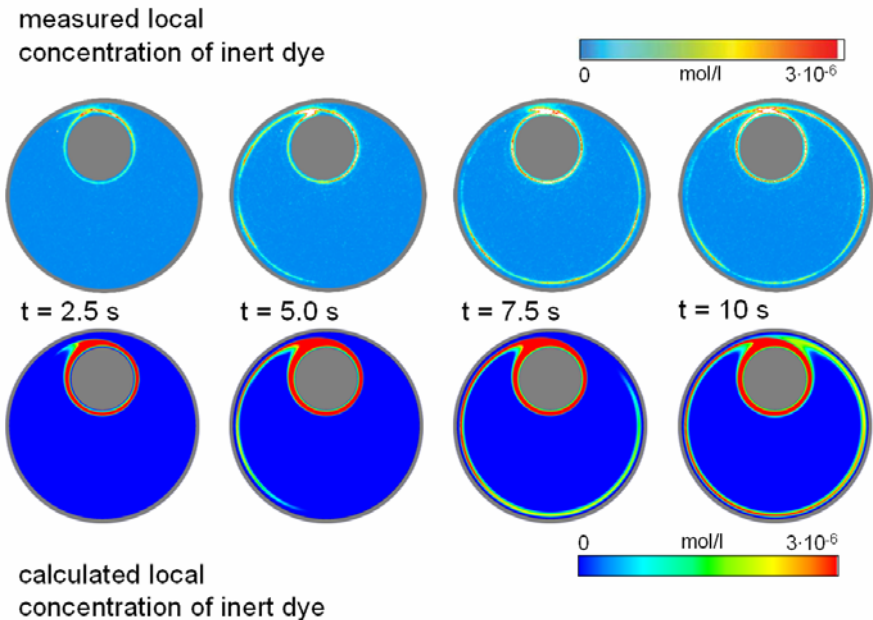 measured local
concentration of inert dye
0 mol/l 3·10⁻⁶
t = 2.5 s t = 5.0 s t = 7.5 s t = 10 s
0 mol/l 3·10⁻⁶
calculated local
concentration of inert dye